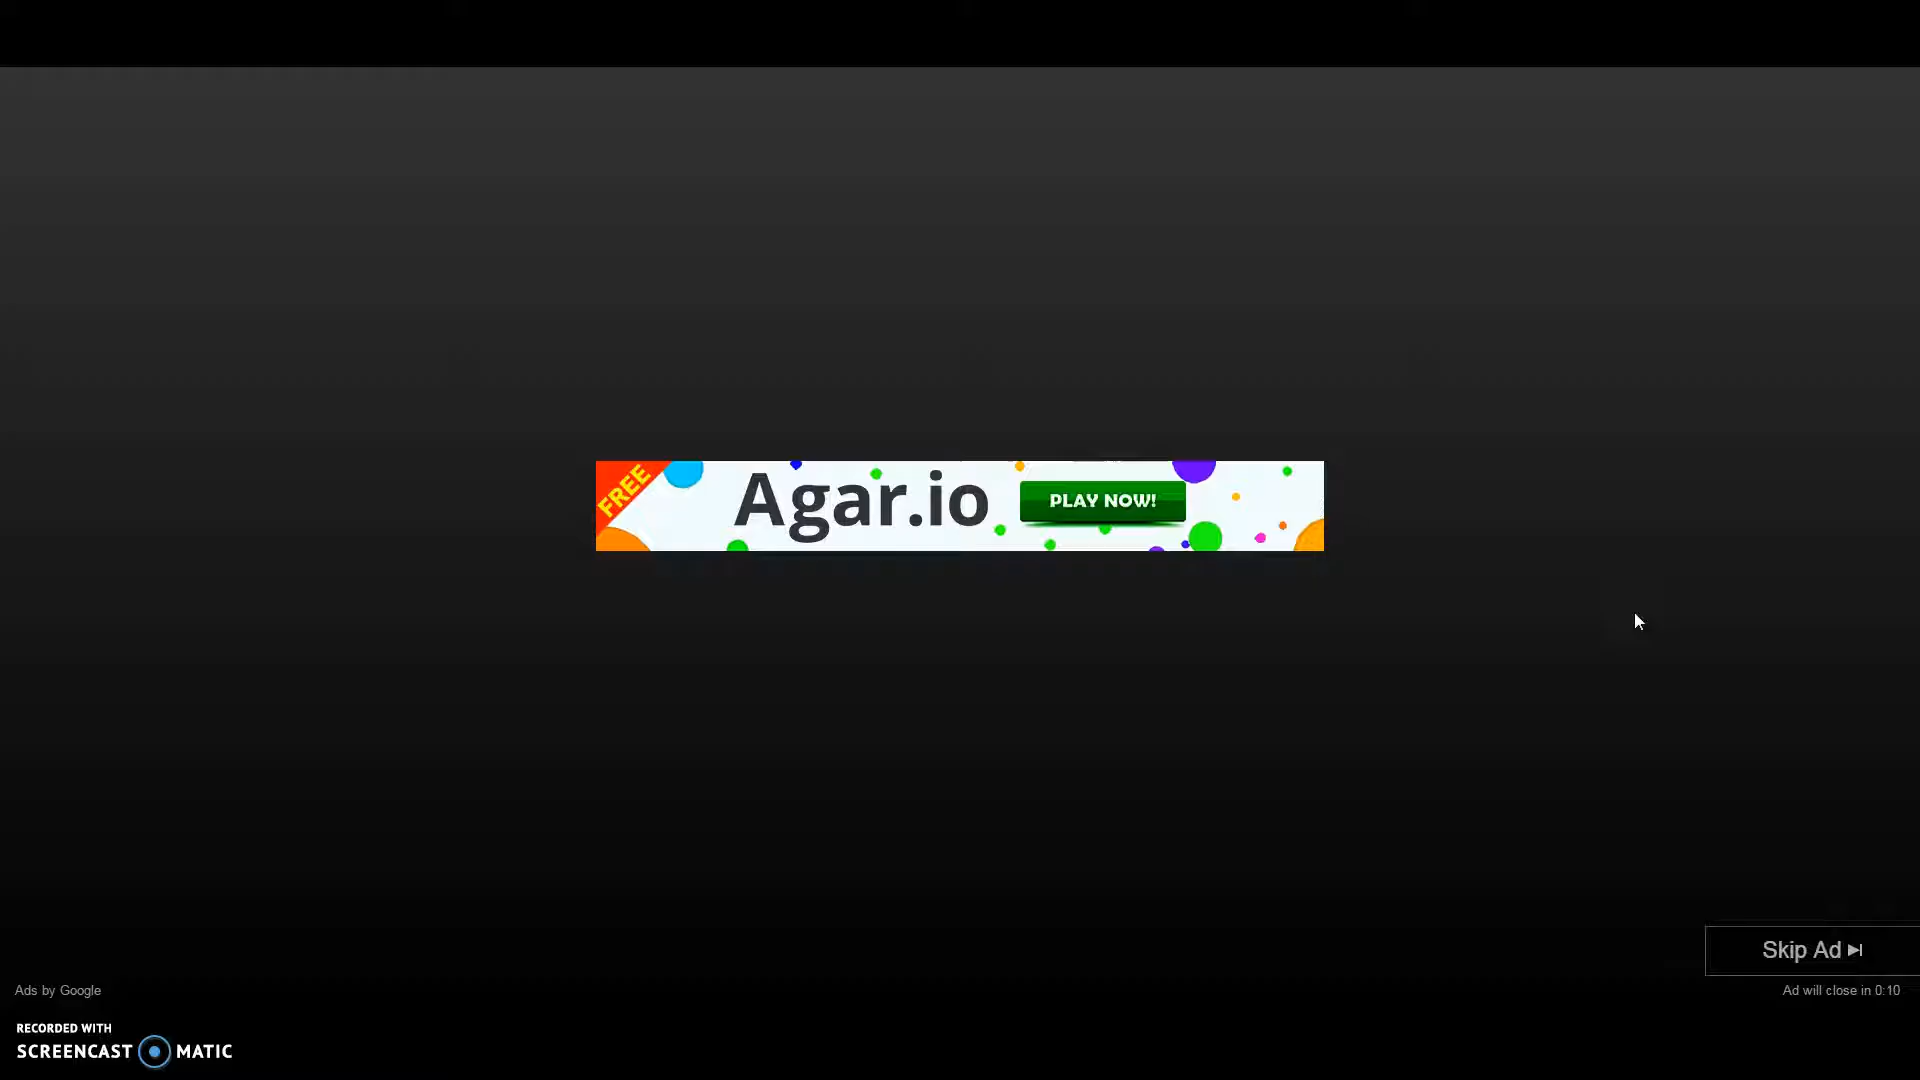 FREE
Agar.io
PLAY NOW!
Skip Ad
Ads by Google
Ad will close in 0:10
RECORDED WITH
SCREENCAST MATIC